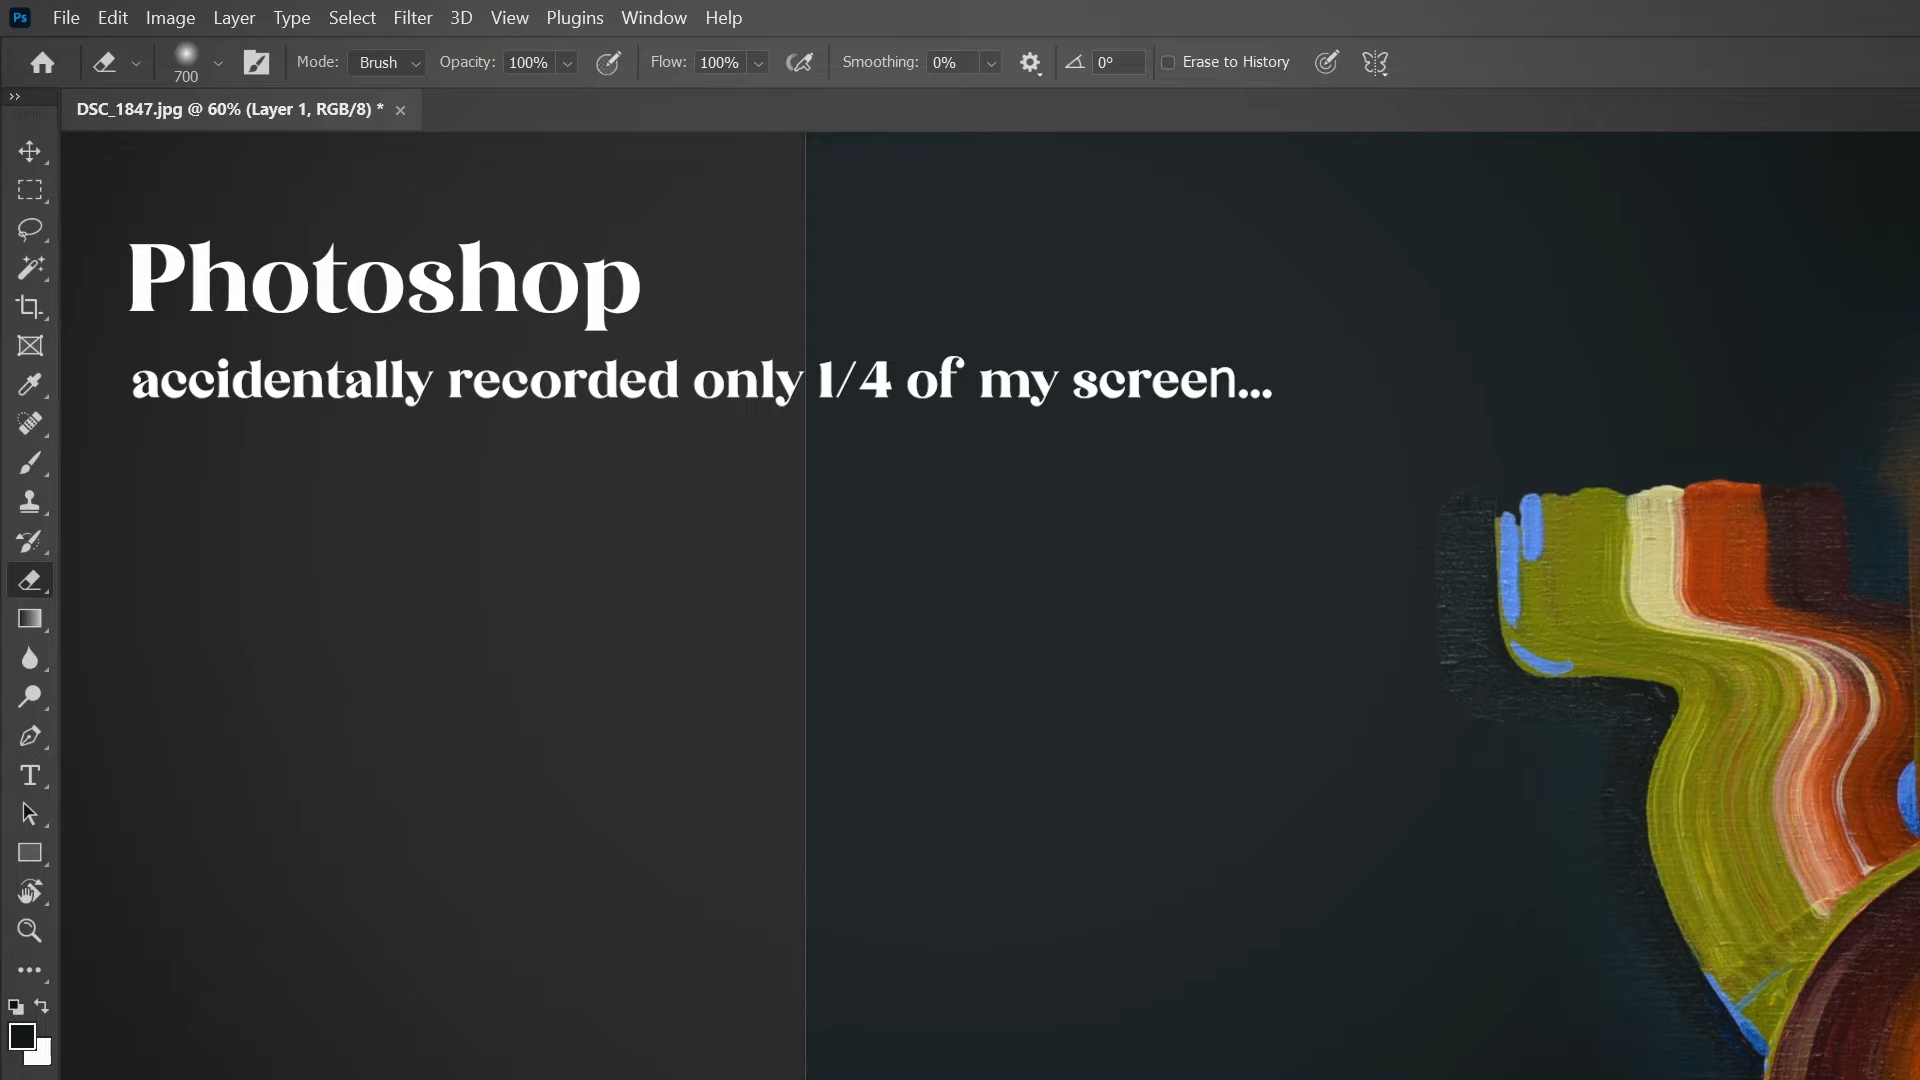 Ps File Edit Image Layer Type Select Filter 3D View Plugins Window Help
700 Mode: Brush Opacity: 100% Flow: 100% Smoothing: 0% 0° Erase to History
DSC_1847.jpg @ 60% (Layer 1, RGB/8) * ×
Photoshop
accidentally recorded only 1/4 of my screen...